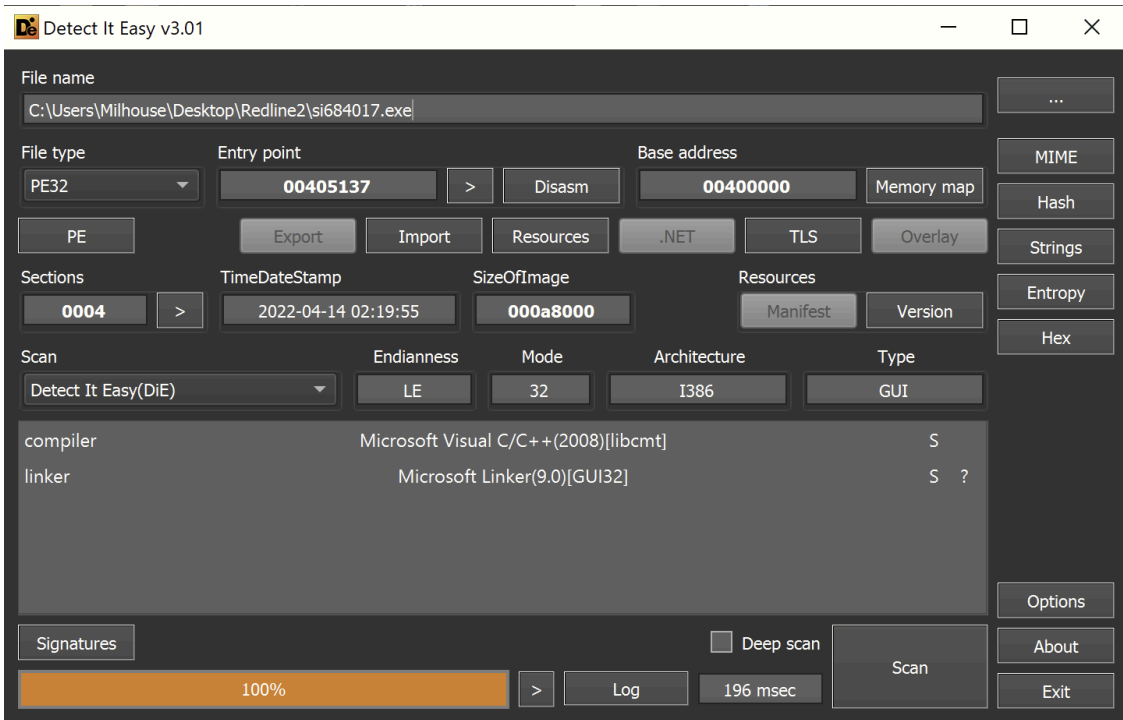 Detect It Easy v3.01
File name
C:\Users\Milhouse\Desktop\Redline2\si684017.exe
...
File type Entry point Base address
PE32 00405137 > Disasm 00400000 Memory map
MIME
Hash
PE Export Import Resources .NET TLS Overlay
Strings
Sections TimeDateStamp SizeOfImage Resources
0004 > 2022-04-14 02:19:55 000a8000 Manifest Version
Entropy
Hex
Scan Endianness Mode Architecture Type
Detect It Easy(DiE) LE 32 I386 GUI
compiler Microsoft Visual C/C++(2008)[libcmt] S
linker Microsoft Linker(9.0)[GUI32] S ?
Options
Signatures Deep scan Scan
About
100% > Log 196 msec
Exit